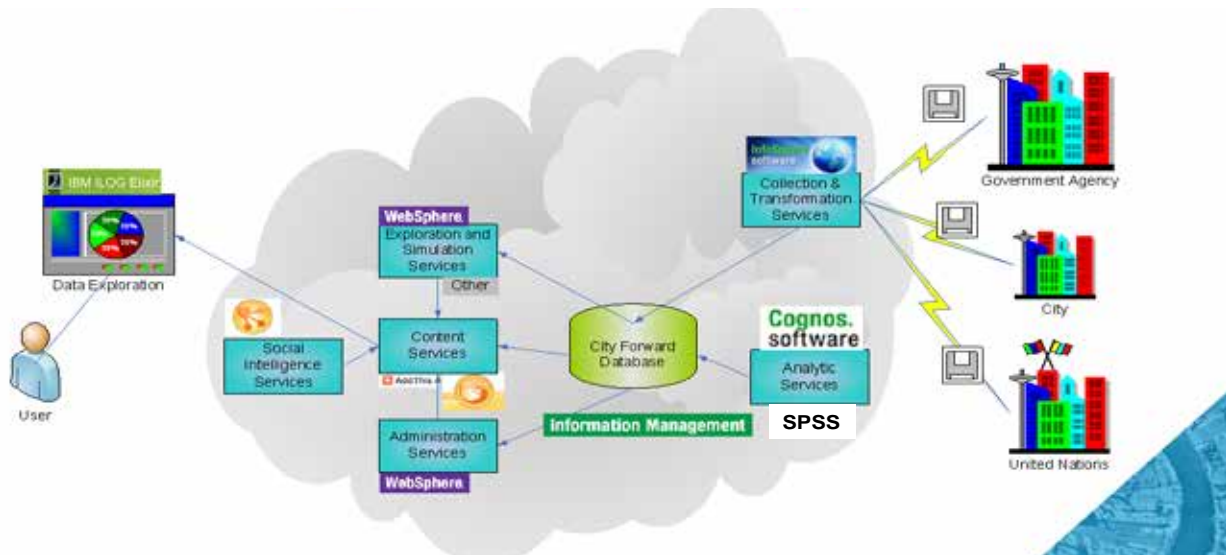 IBM ILOG Elixir
Data Exploration
User
WebSphere
Exploration and
Simulation
Services
Other
Social
Intelligence
Services
Content
Services
AddThis
Administration
Services
WebSphere
City Forward
Database
Information Management
InfoSphere
software
Collection &
Transformation
Services
Cognos.
software
Analytic
Services
SPSS
Government Agency
City
United Nations